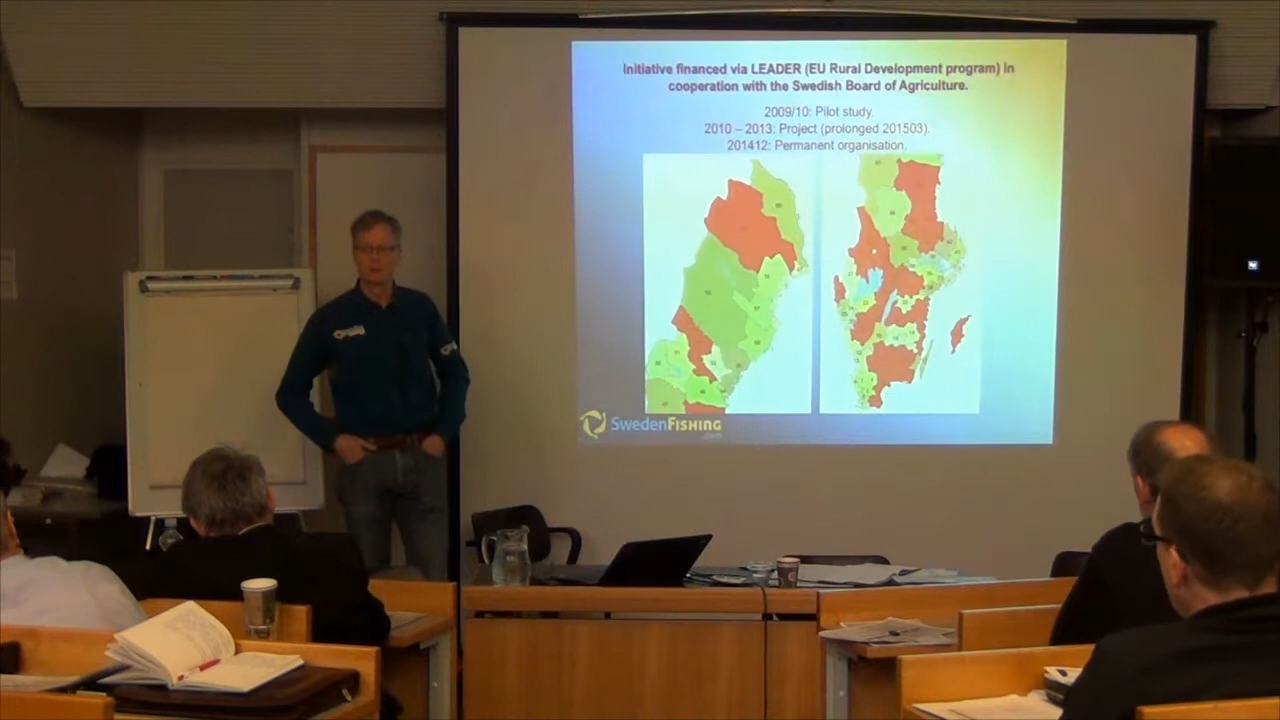 Initiative financed via LEADER (EU Rural Development program) in
cooperation with the Swedish Board of Agriculture.
2009/10: Pilot study.
2010 – 2013: Project (prolonged 201503).
201412: Permanent organisation.
SwedenFishing
.com